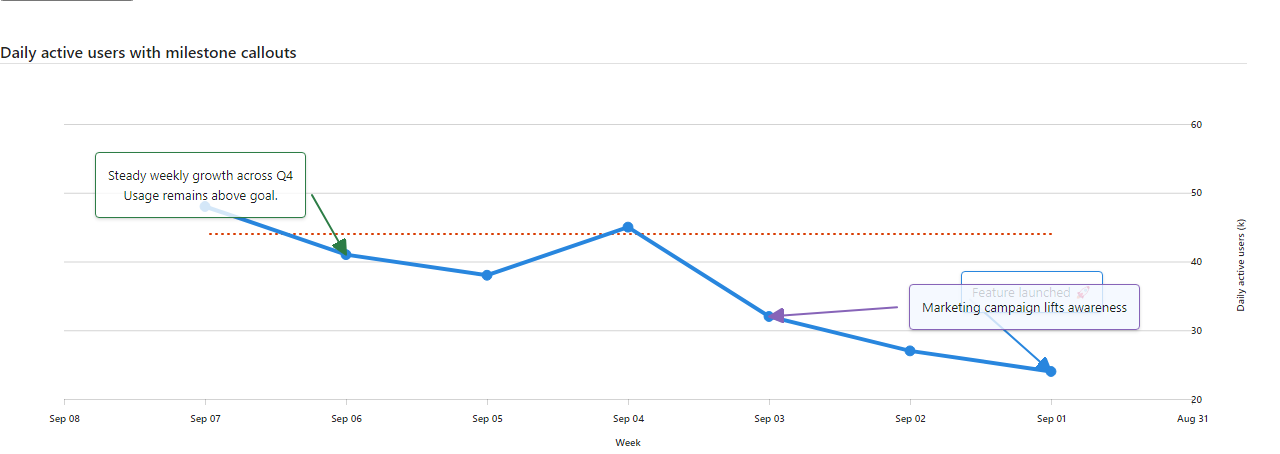 Daily active users with milestone callouts
60
Steady weekly growth across Q4
Usage remains above goal.
50
40
Daily active users (k)
Feature launched 🚀
Marketing campaign lifts awareness
30
20
Sep 08
Sep 07
Sep 06
Sep 05
Sep 04
Sep 03
Sep 02
Sep 01
Aug 31
Week